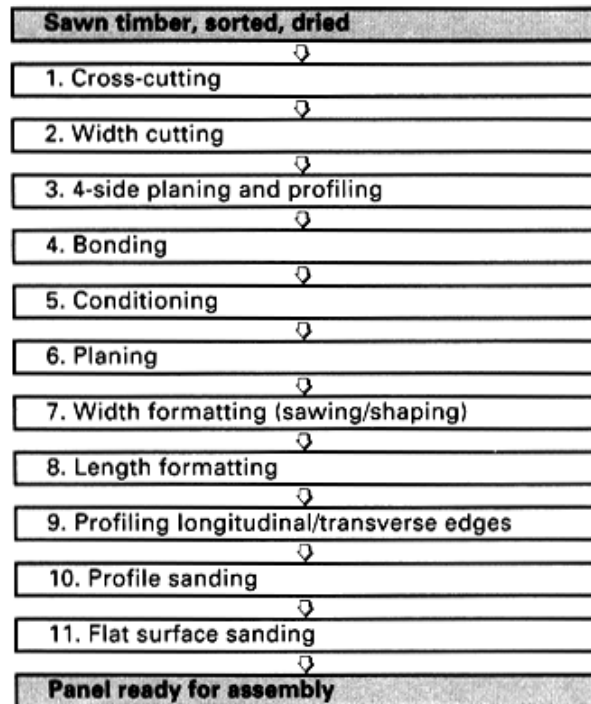 Sawn timber, sorted, dried
1. Cross-cutting
2. Width cutting
3. 4-side planing and profiling
4. Bonding
5. Conditioning
6. Planing
7. Width formatting (sawing/shaping)
8. Length formatting
9. Profiling longitudinal/transverse edges
10. Profile sanding
11. Flat surface sanding
Panel ready for assembly